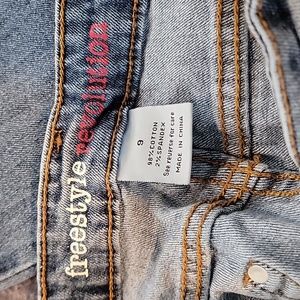 freestyle revolution
9
98%COTTON
2%SPANDEX
See reverse for care
MADE IN CHINA